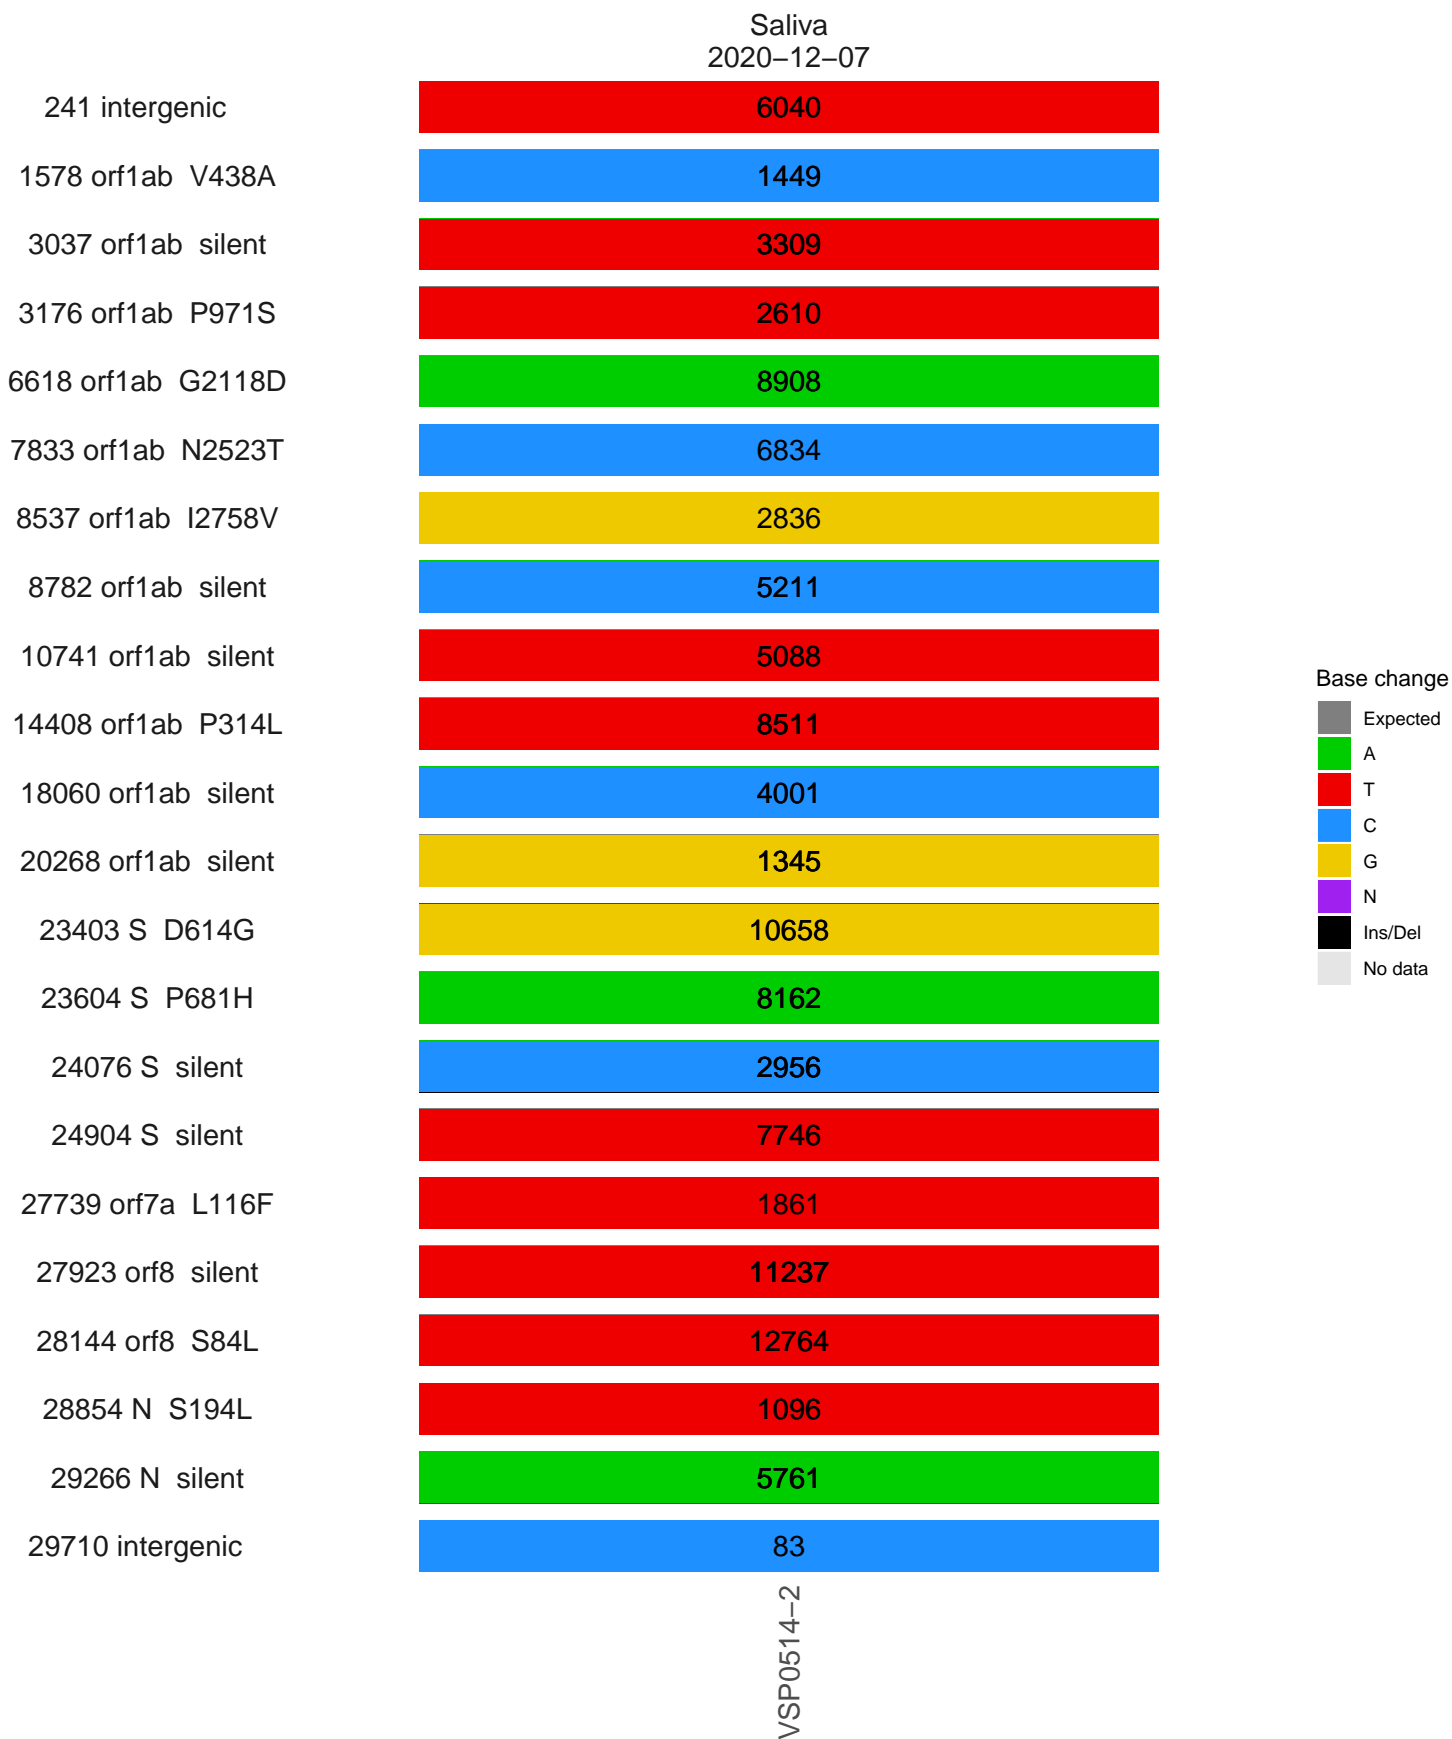 Saliva
2020−12−07
241 intergenic 6040
1578 orf1ab V438A 1449
3037 orf1ab silent 3309
3176 orf1ab P971S 2610
6618 orf1ab G2118D 8908
7833 orf1ab N2523T 6834
8537 orf1ab I2758V 2836
8782 orf1ab silent 5211
10741 orf1ab silent 5088
14408 orf1ab P314L 8511
18060 orf1ab silent 4001
20268 orf1ab silent 1345
23403 S D614G 10658
23604 S P681H 8162
24076 S silent 2956
24904 S silent 7746
27739 orf7a L116F 1861
27923 orf8 silent 11237
28144 orf8 S84L 12764
28854 N S194L 1096
29266 N silent 5761
29710 intergenic 83
VSP0514−2
Base change
Expected
A
T
C
G
N
Ins/Del
No data